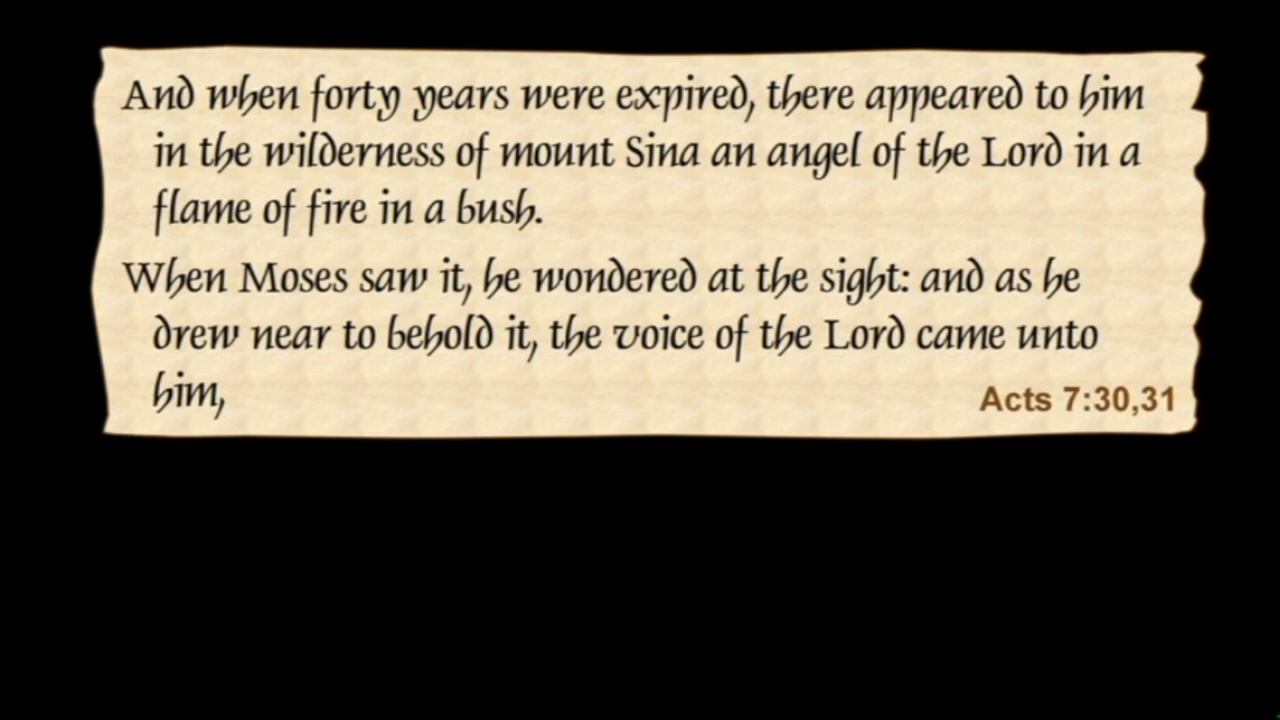 And when forty years were expired, there appeared to him
in the wilderness of mount Sina an angel of the Lord in a
flame of fire in a bush.
When Moses saw it, he wondered at the sight: and as he
drew near to behold it, the voice of the Lord came unto
him,
Acts 7:30,31